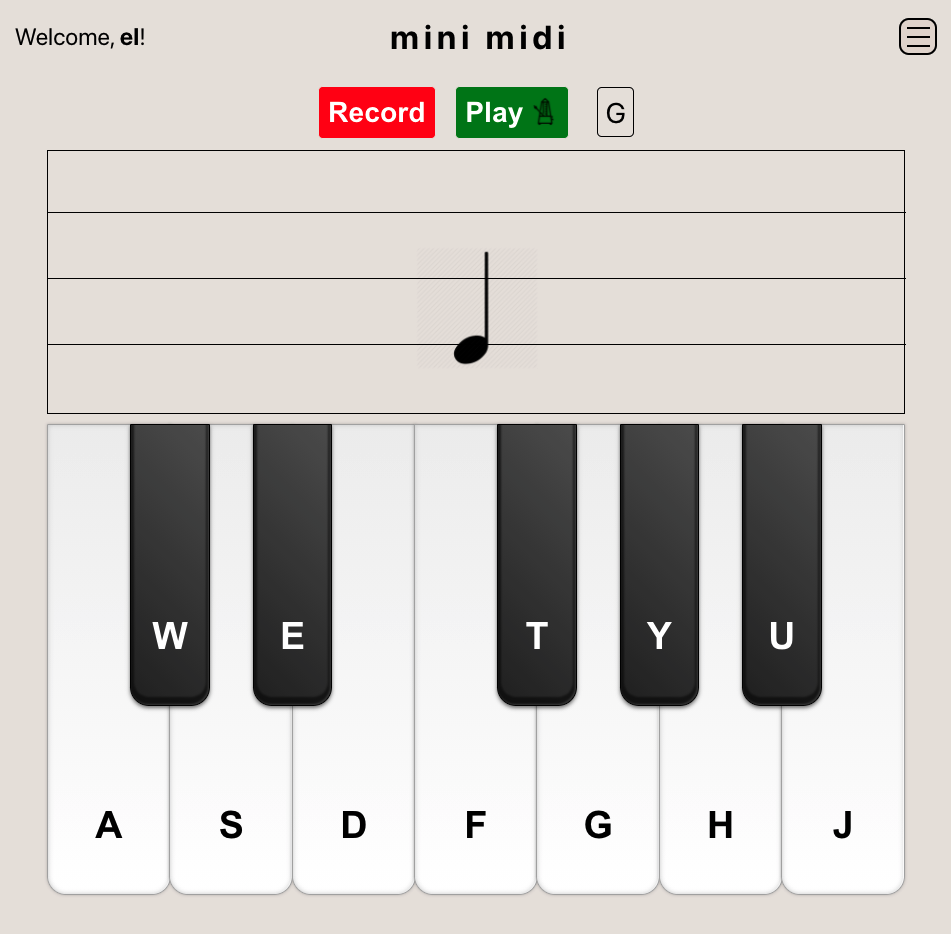 Welcome, el!
mini midi
Record
Play
G
W E T Y U
A S D F G H J